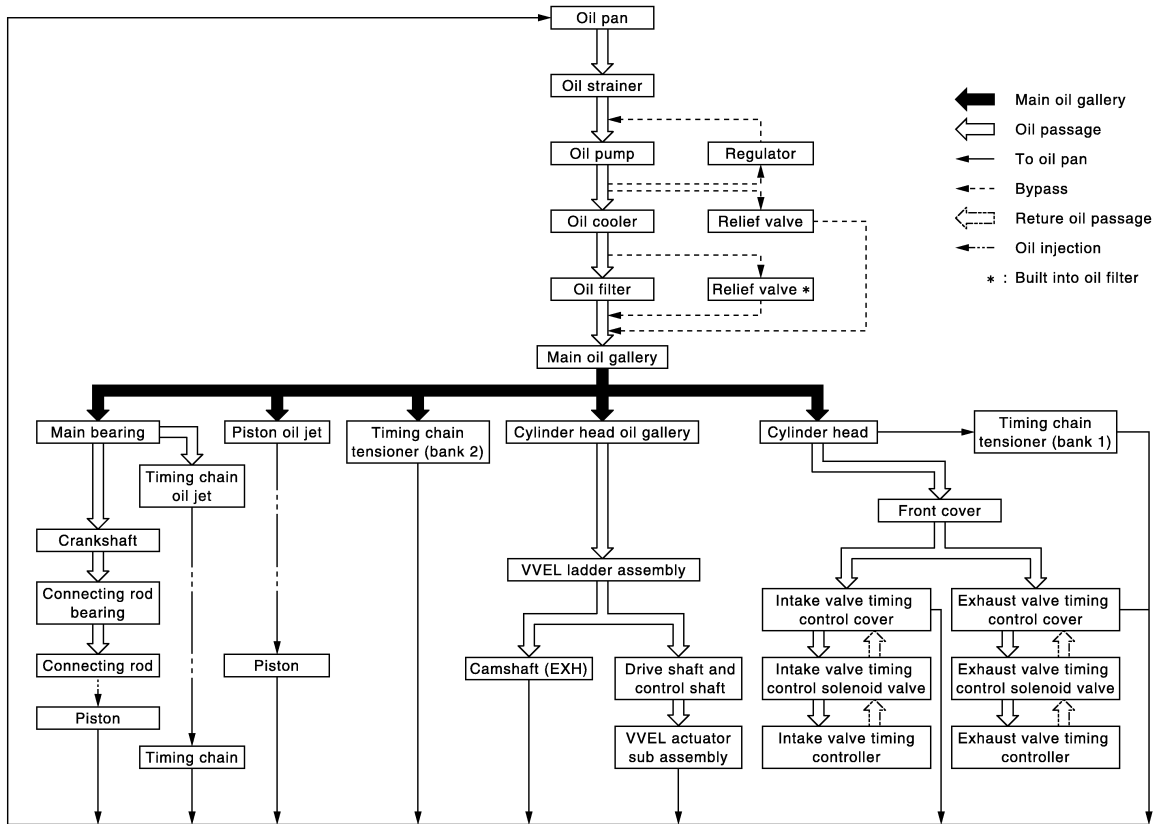 Oil pan
Oil strainer
Oil pump
Regulator
Oil cooler
Relief valve
Oil filter
Relief valve *
Main oil gallery
Main oil gallery
Oil passage
To oil pan
Bypass
Reture oil passage
Oil injection
* : Built into oil filter
Main bearing
Piston oil jet
Timing chain
tensioner (bank 2)
Cylinder head oil gallery
Cylinder head
Timing chain
tensioner (bank 1)
Timing chain
oil jet
Front cover
Crankshaft
VVEL ladder assembly
Connecting rod
bearing
Intake valve timing
control cover
Exhaust valve timing
control cover
Connecting rod
Piston
Camshaft (EXH)
Drive shaft and
control shaft
Intake valve timing
control solenoid valve
Exhaust valve timing
control solenoid valve
Piston
Timing chain
VVEL actuator
sub assembly
Intake valve timing
controller
Exhaust valve timing
controller